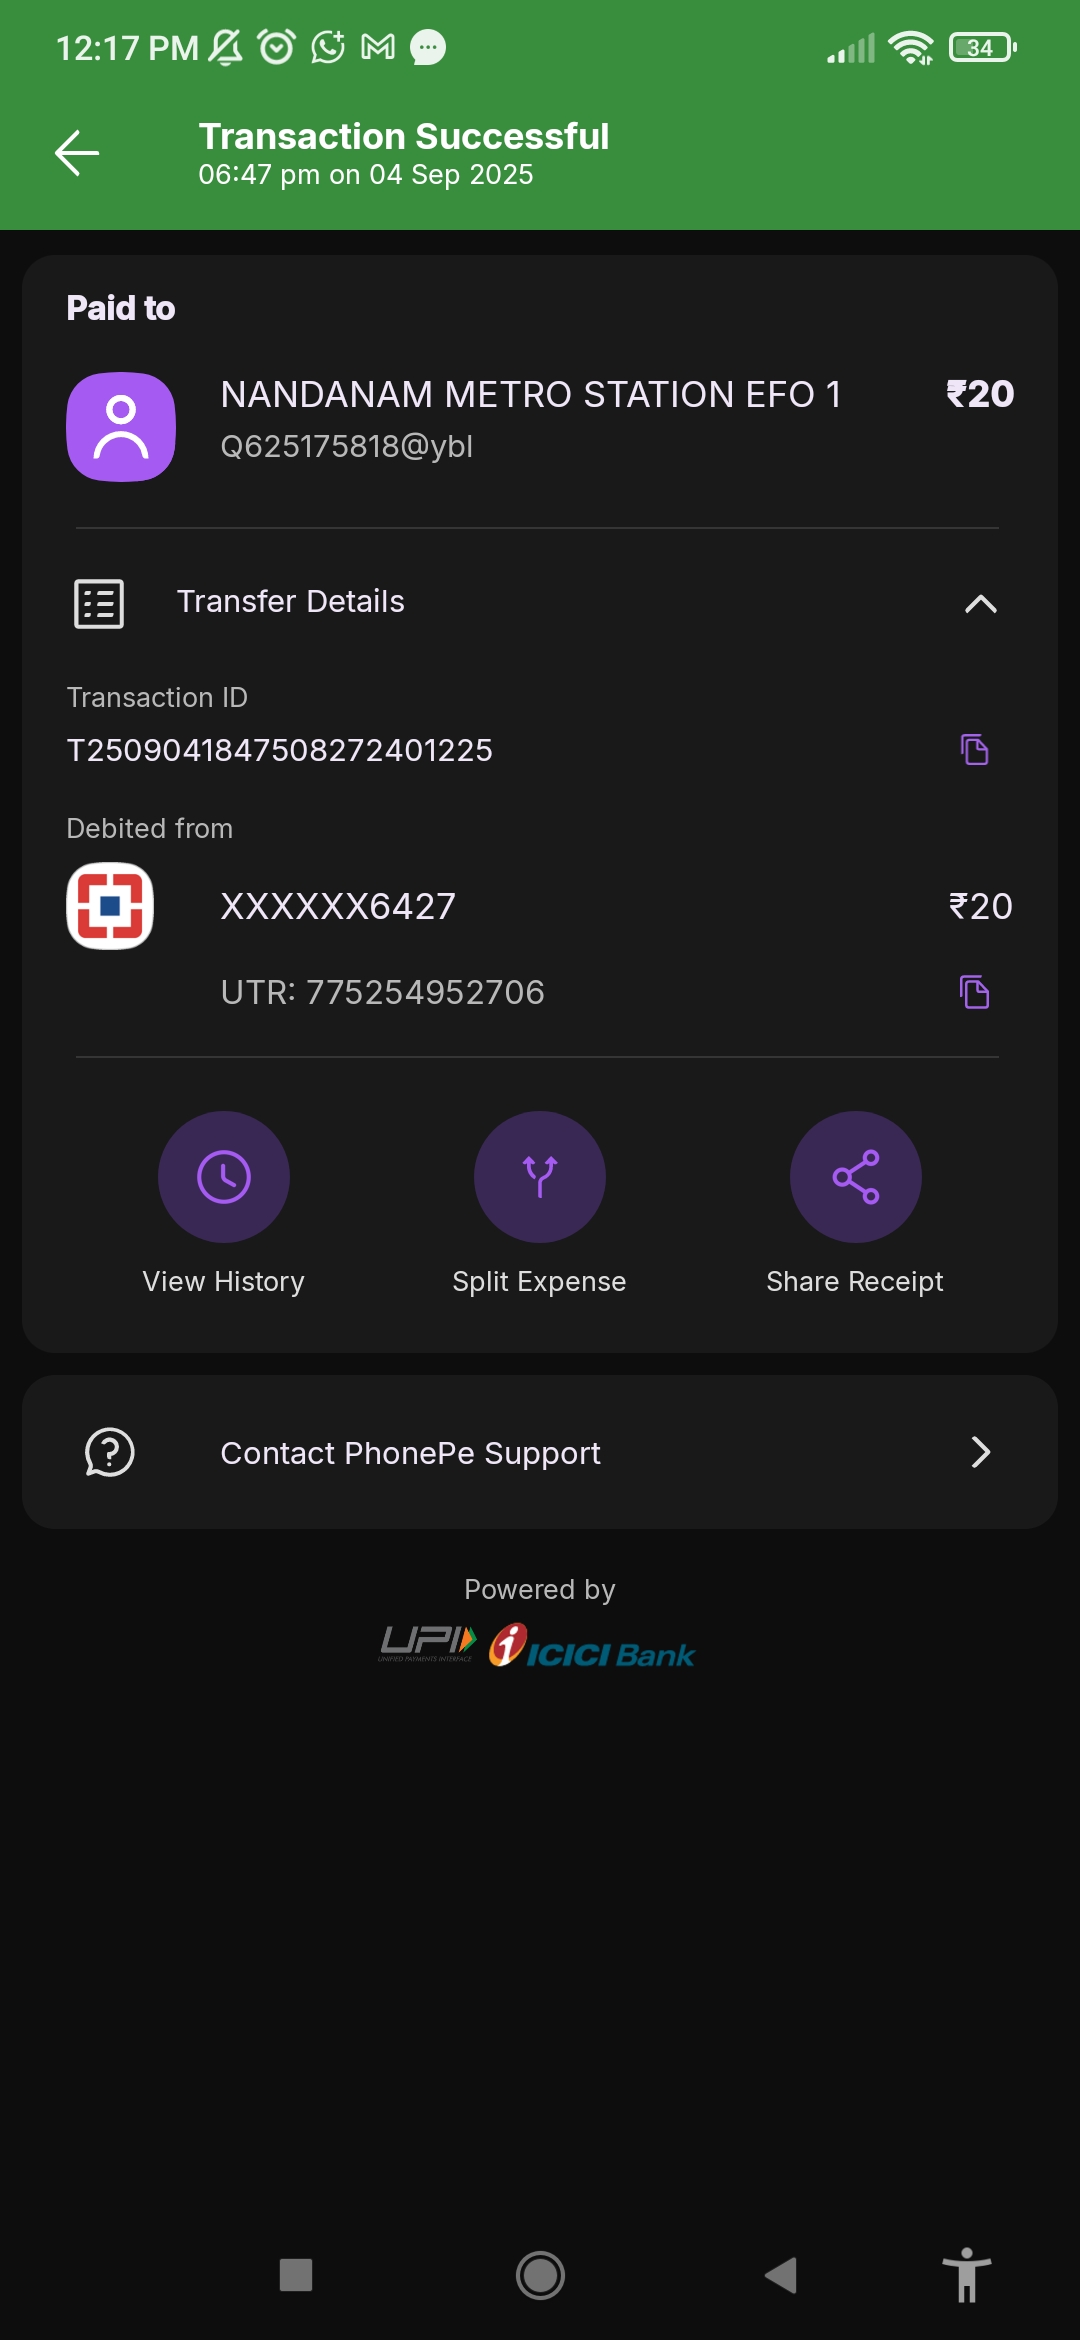 12:17 PM
34
Transaction Successful
06:47 pm on 04 Sep 2025
Paid to
NANDANAM METRO STATION EFO 1
₹20
Q625175818@ybl
Transfer Details
Transaction ID
T2509041847508272401225
Debited from
XXXXXX6427
₹20
UTR: 775254952706
View History
Split Expense
Share Receipt
Contact PhonePe Support
Powered by
UPI
UNIFIED PAYMENTS INTERFACE
ICICI Bank